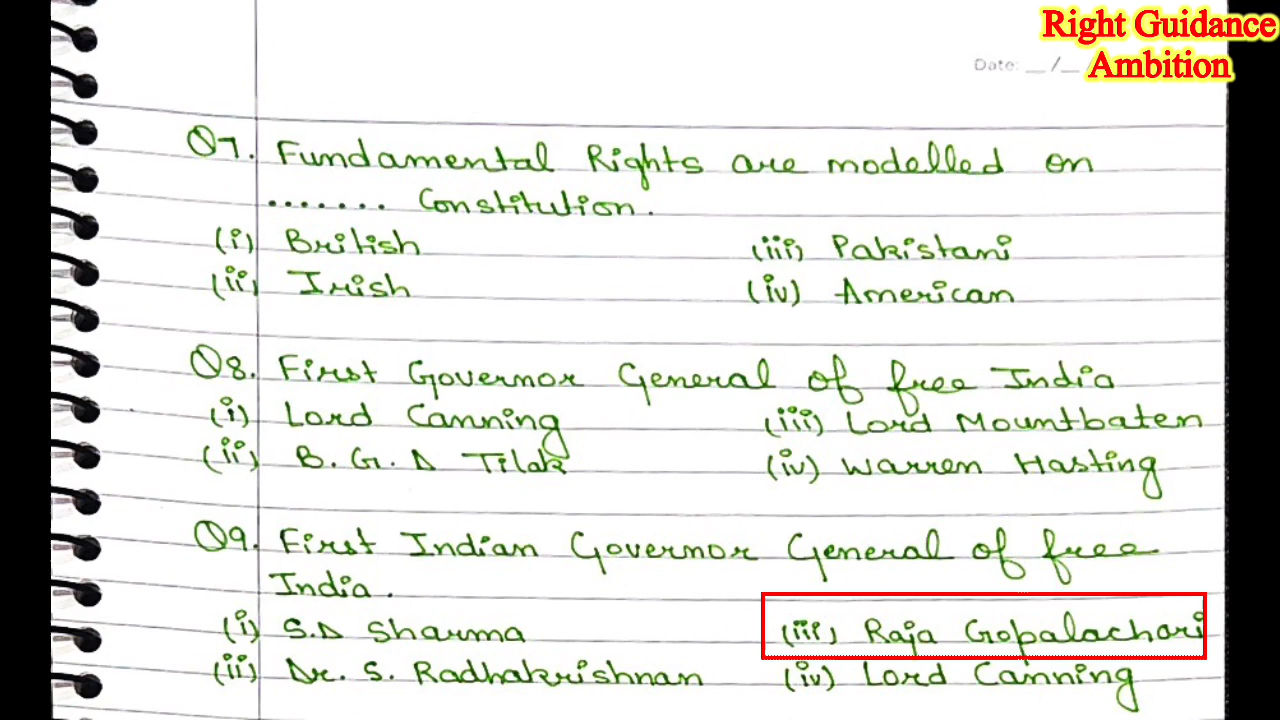 Right Guidance
Ambition
Date: __/__
Q7. Fundamental Rights are modelled on
....... Constitution.
(i) British (iii) Pakistani
(ii) Irish (iv) American
Q8. First Governor General of free India
(i) Lord Canning (iii) Lord Mountbaten
(ii) B.G.D Tilak (iv) Warren Hasting
Q9. First Indian Governor General of free
India.
(i) S.D Sharma (iii) Raja Gopalachari
(ii) Dr. S. Radhakrishnan (iv) Lord Canning